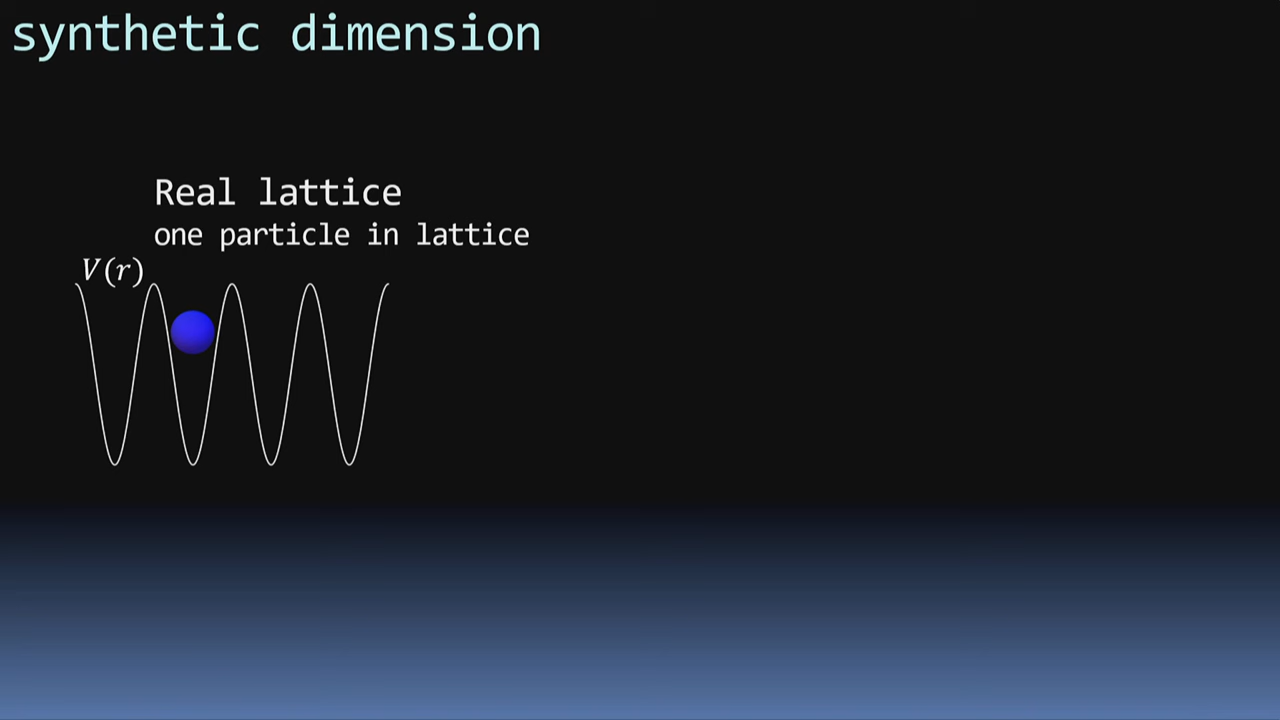 synthetic dimension
Real lattice
one particle in lattice
V(r)